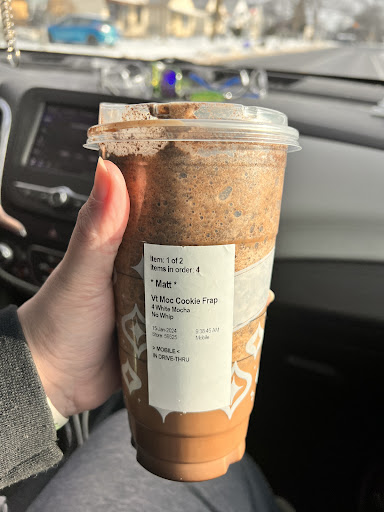 Item: 1 of 2
Items in order: 4
* Matt *
Vt Moc Cookie Frap
4 White Mocha
No Whip
Mobile
> MOBILE <
IN DRIVE-THRU